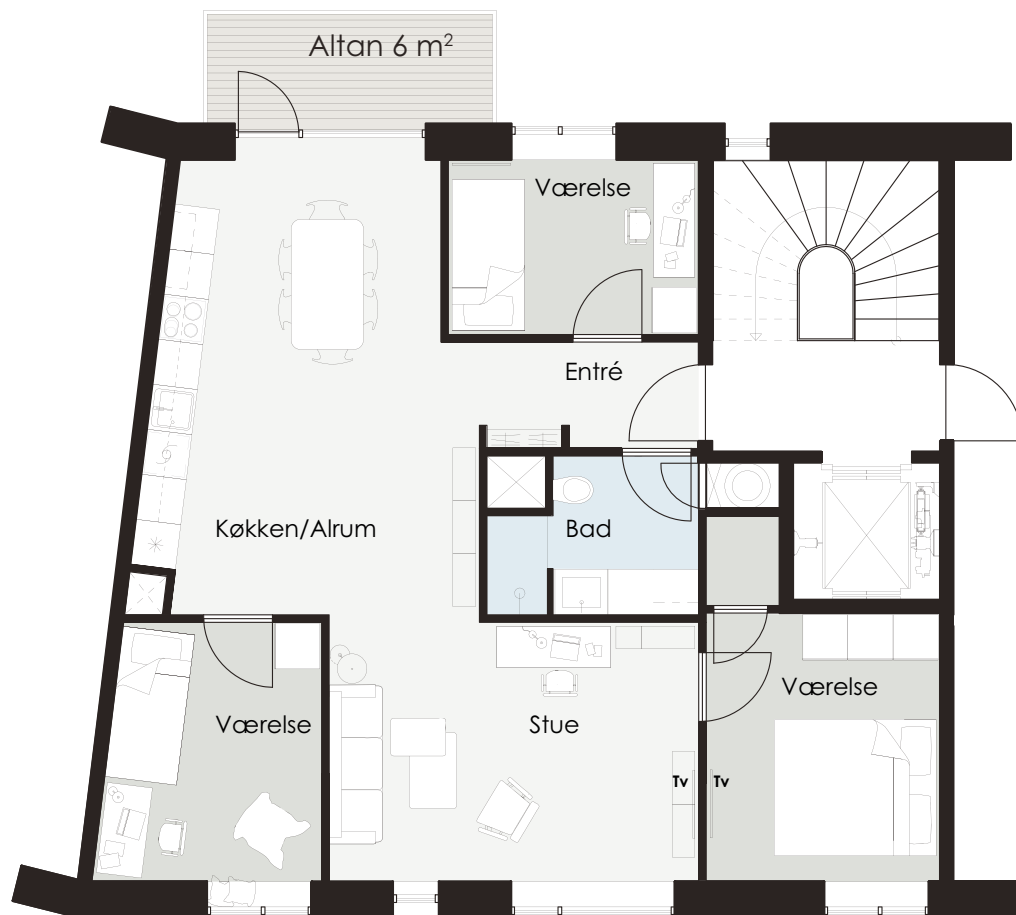 Altan 6 m²
Værelse
Entré
Køkken/Alrum
Bad
Værelse
Værelse
Stue
Tv
Tv